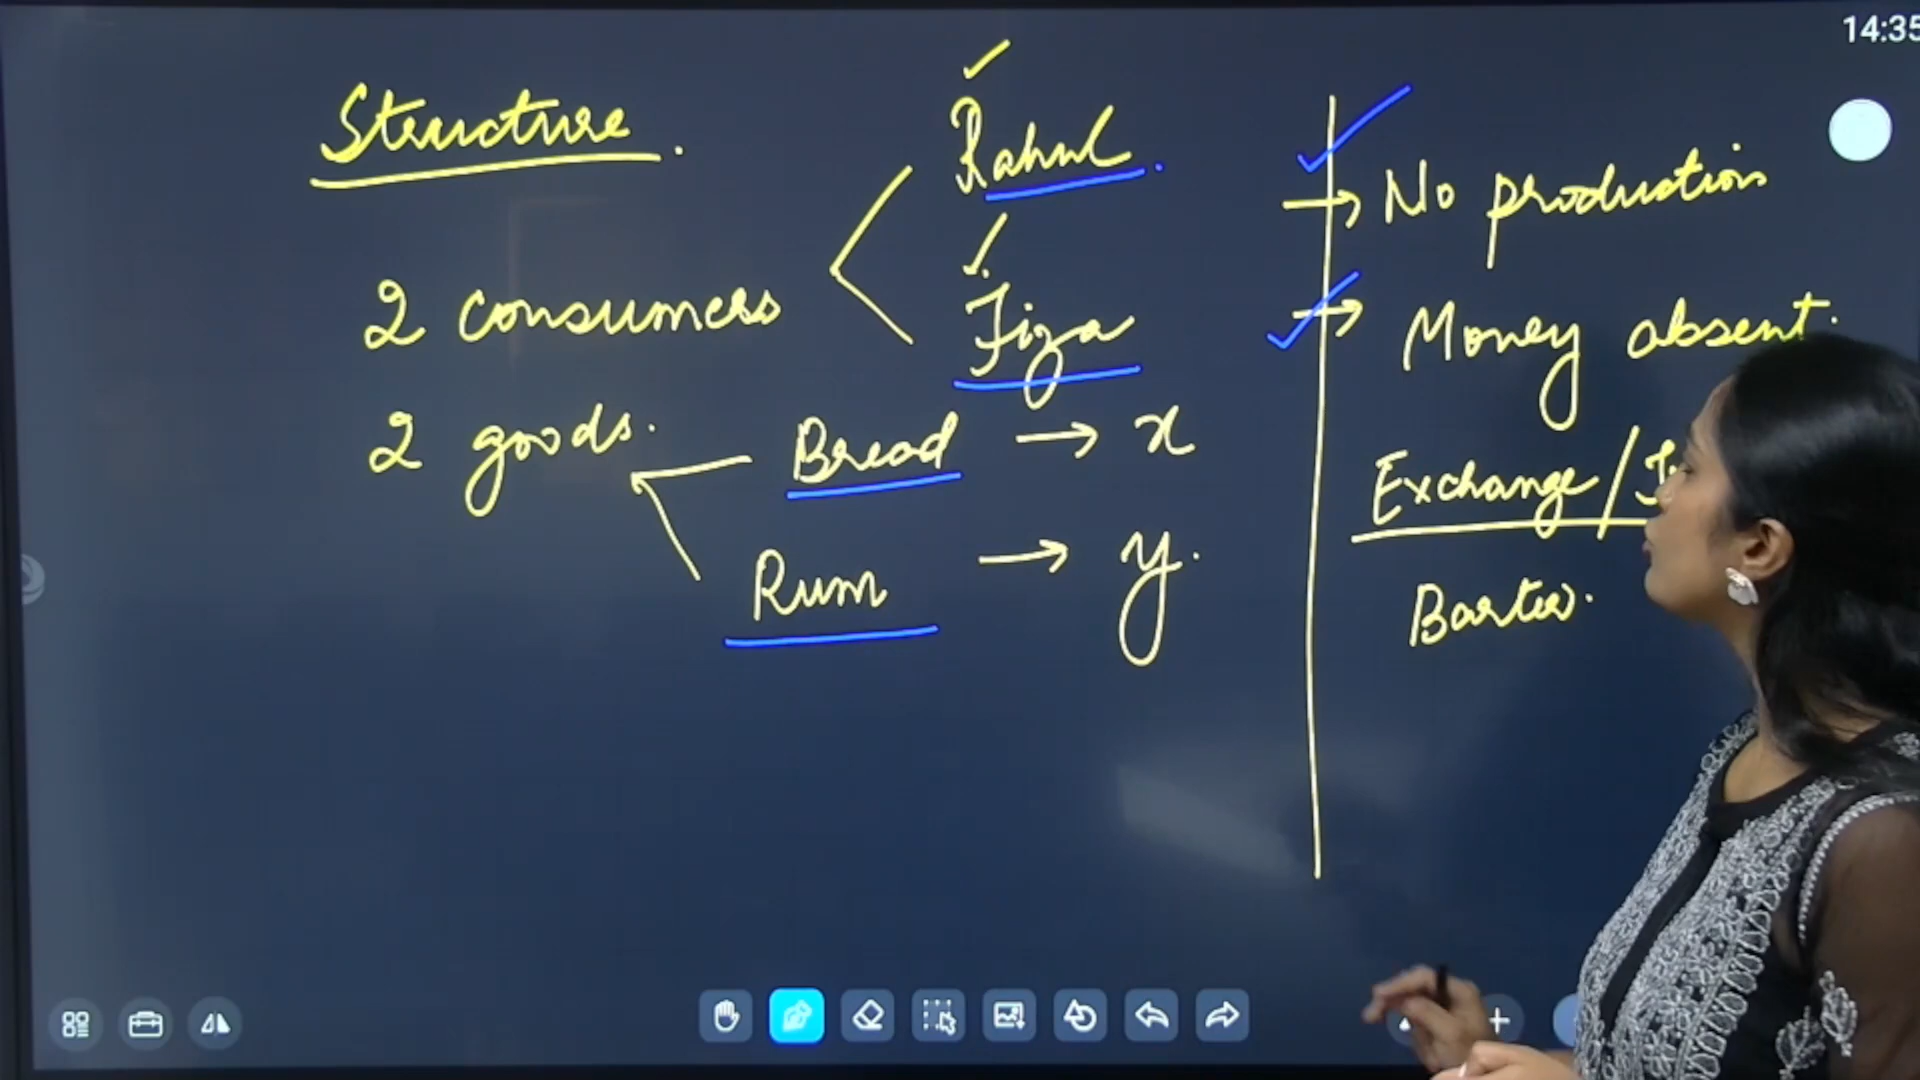 14:35
Structure.
2 consumers
Rahul.
Fiza
2 goods.
Bread → x
Rum → y.
→ No production
→ Money absent.
Exchange /
Barter.